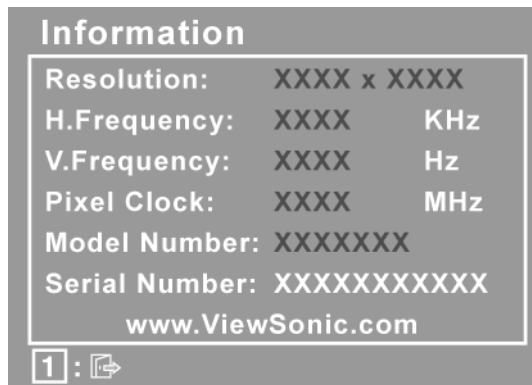 Information
Resolution: XXXX x XXXX
H.Frequency: XXXX KHz
V.Frequency: XXXX Hz
Pixel Clock: XXXX MHz
Model Number: XXXXXXX
Serial Number: XXXXXXXXXXX
www.ViewSonic.com
1 :